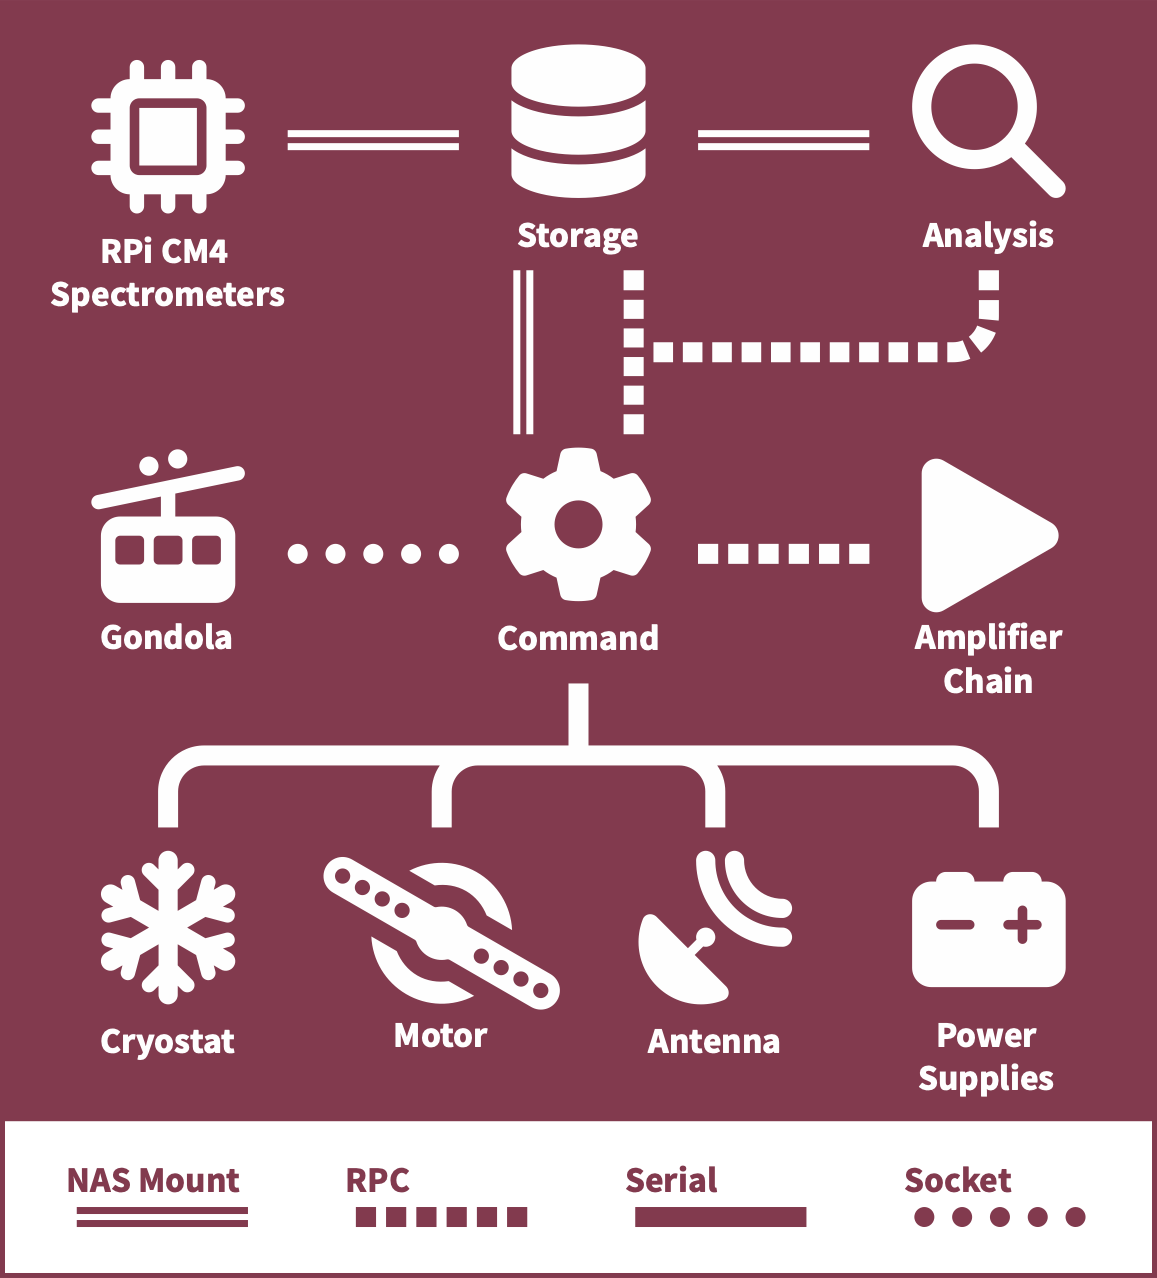 RPi CM4
Spectrometers
Storage
Analysis
Gondola
Command
Amplifier
Chain
Cryostat
Motor
Antenna
Power
Supplies
NAS Mount
RPC
Serial
Socket